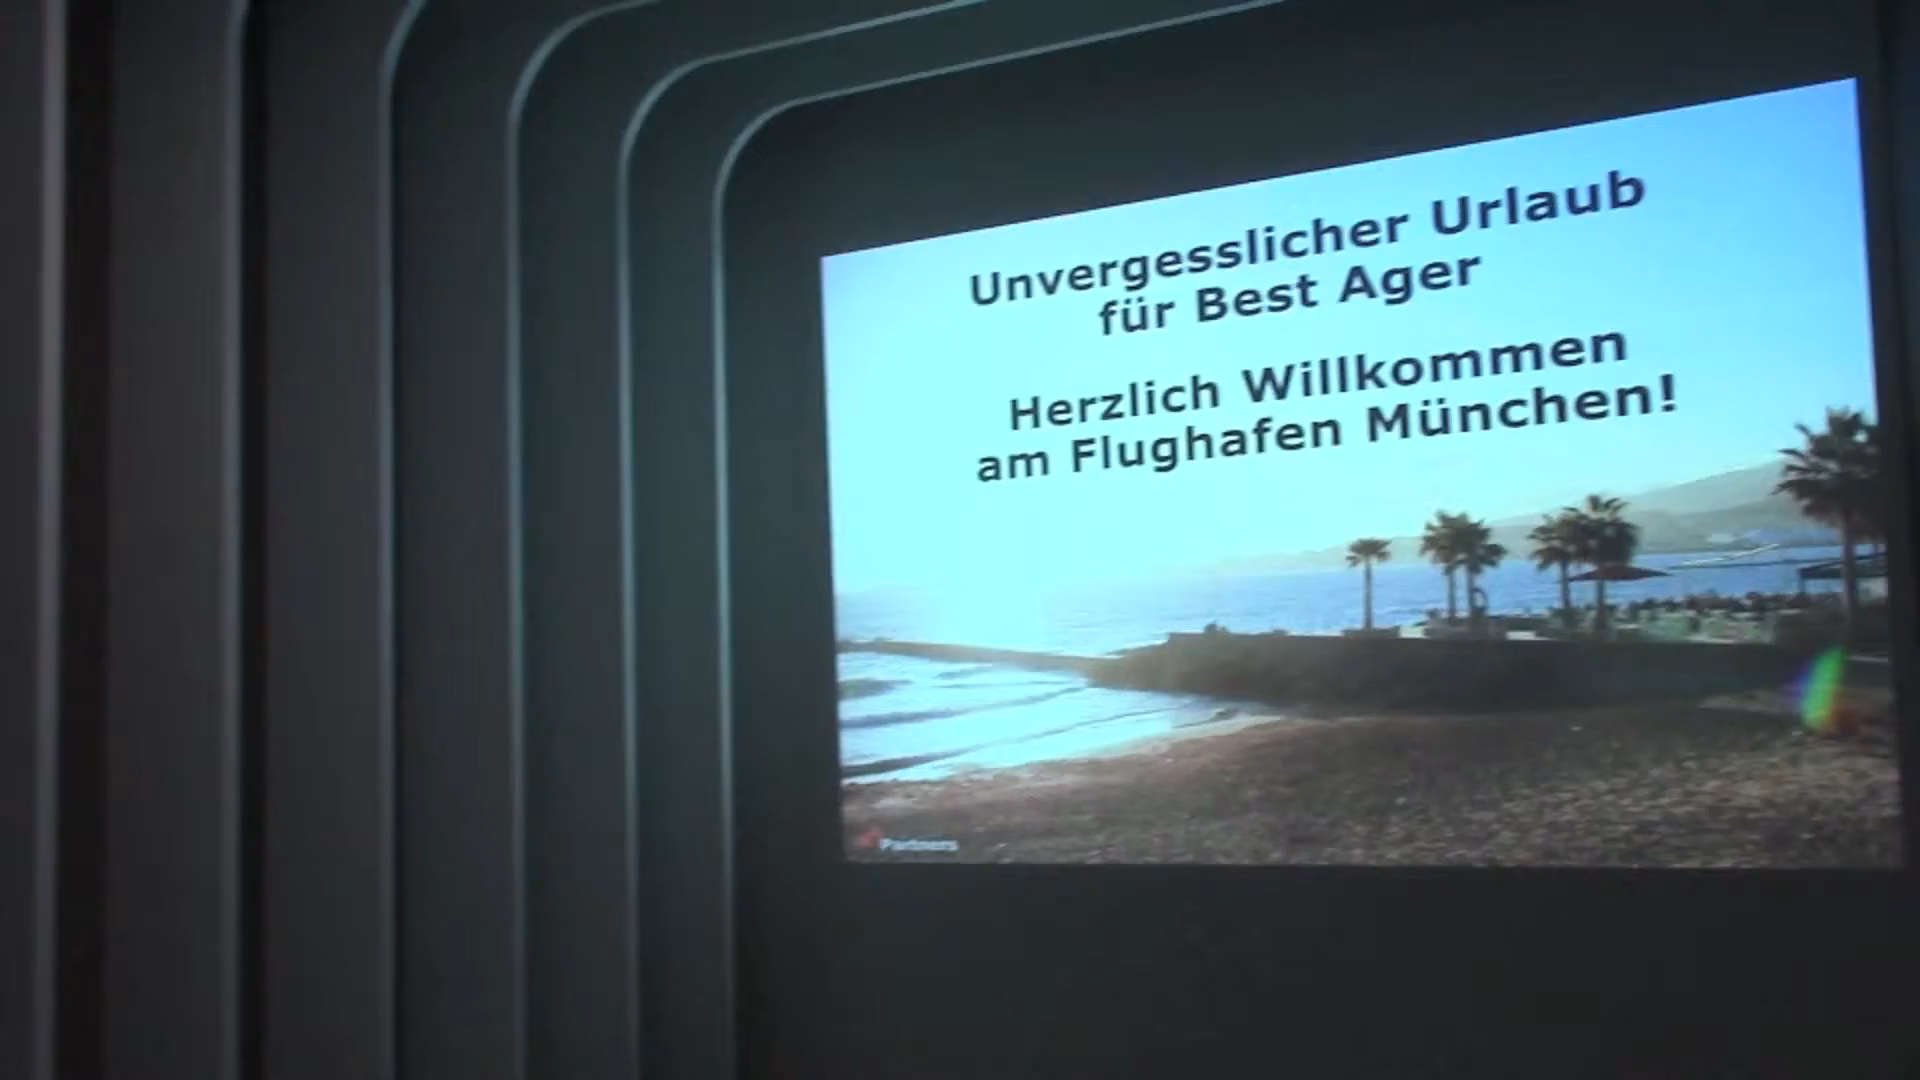 Unvergesslicher Urlaub
für Best Ager
Herzlich Willkommen
am Flughafen München!
Partners